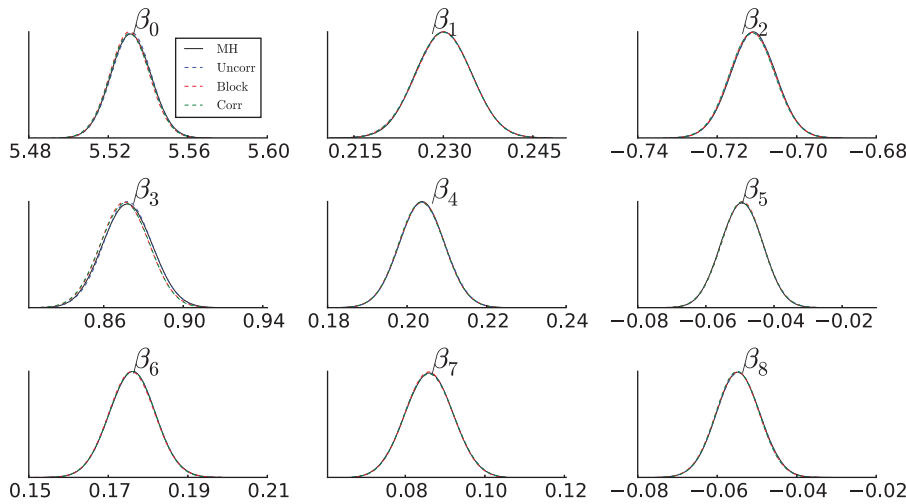 β₀ β₁ β₂
MH
Uncorr
Block
Corr
5.48 5.52 5.56 5.60 0.215 0.230 0.245 −0.74 −0.72 −0.70 −0.68
β₃ β₄ β₅
0.86 0.90 0.94 0.18 0.20 0.22 0.24 −0.08 −0.06 −0.04 −0.02
β₆ β₇ β₈
0.15 0.17 0.19 0.21 0.08 0.10 0.12 −0.08 −0.06 −0.04 −0.02